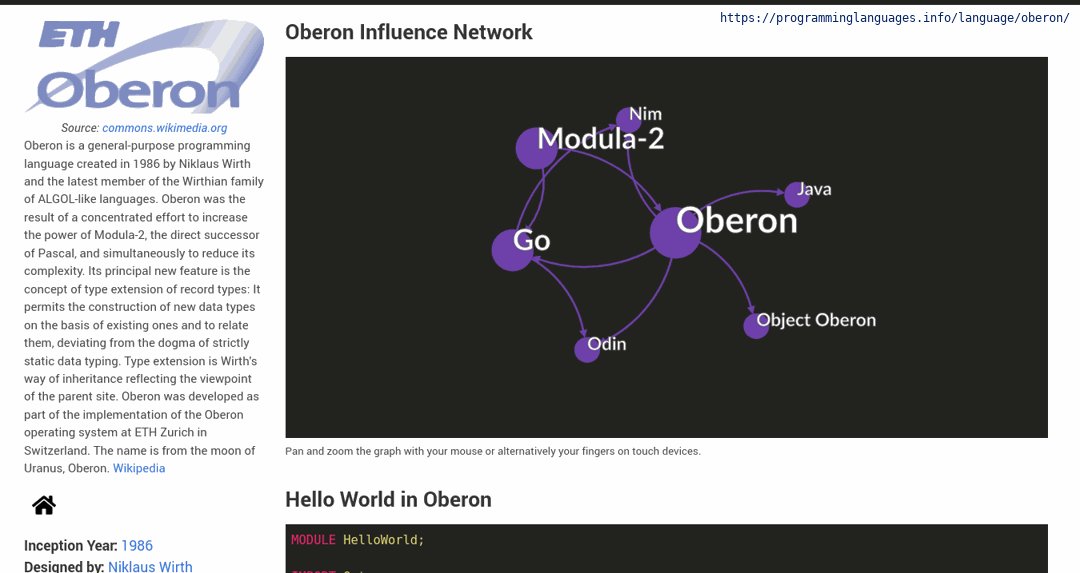 https://programminglanguages.info/language/oberon/
ETH
Oberon
Source: commons.wikimedia.org
Oberon is a general-purpose programming
language created in 1986 by Niklaus Wirth
and the latest member of the Wirthian family
of ALGOL-like languages. Oberon was the
result of a concentrated effort to increase
the power of Modula-2, the direct successor
of Pascal, and simultaneously to reduce its
complexity. Its principal new feature is the
concept of type extension of record types: It
permits the construction of new data types
on the basis of existing ones and to relate
them, deviating from the dogma of strictly
static data typing. Type extension is Wirth's
way of inheritance reflecting the viewpoint
of the parent site. Oberon was developed as
part of the implementation of the Oberon
operating system at ETH Zurich in
Switzerland. The name is from the moon of
Uranus, Oberon. Wikipedia
Inception Year: 1986
Designed by: Niklaus Wirth
Oberon Influence Network
Nim
Modula-2
Java
Oberon
Go
Object Oberon
Odin
Pan and zoom the graph with your mouse or alternatively your fingers on touch devices.
Hello World in Oberon
MODULE HelloWorld;